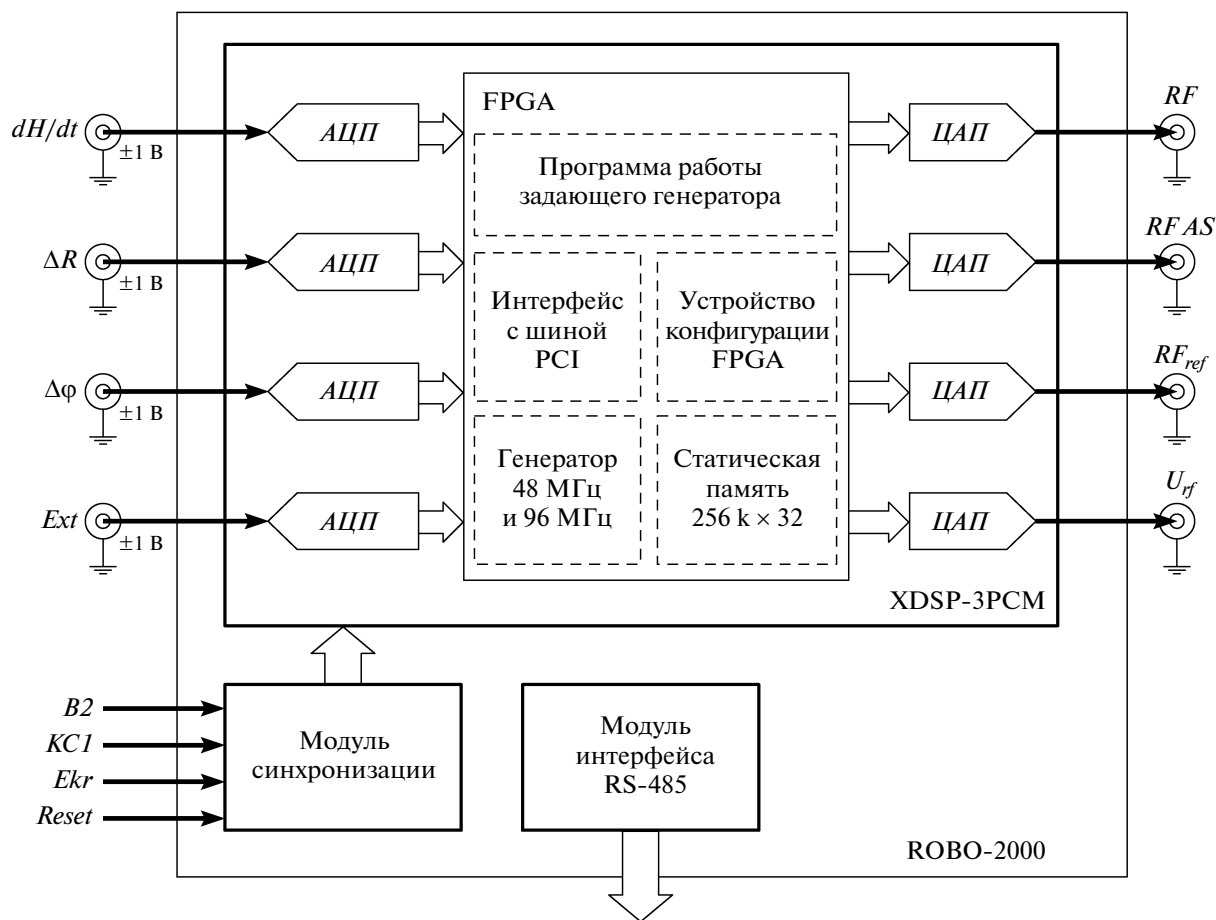 dH/dt
±1 В
АЦП
FPGA
ЦАП
RF
Программа работы
задающего генератора
ΔR
±1 В
АЦП
ЦАП
RF AS
Интерфейс
с шиной
PCI
Устройство
конфигурации
FPGA
Δφ
±1 В
АЦП
ЦАП
RFref
Генератор
48 МГц
и 96 МГц
Статическая
память
256 k × 32
Ext
±1 В
АЦП
ЦАП
Urf
XDSP-3PCM
B2
KC1
Ekr
Reset
Модуль
синхронизации
Модуль
интерфейса
RS-485
ROBO-2000